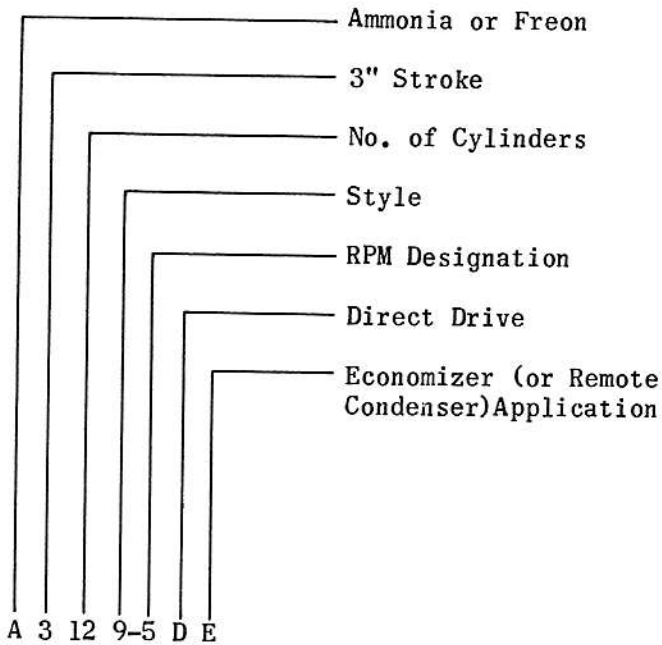 Ammonia or Freon
3" Stroke
No. of Cylinders
Style
RPM Designation
Direct Drive
Economizer (or Remote
Condenser)Application
A 3 12 9-5 D E